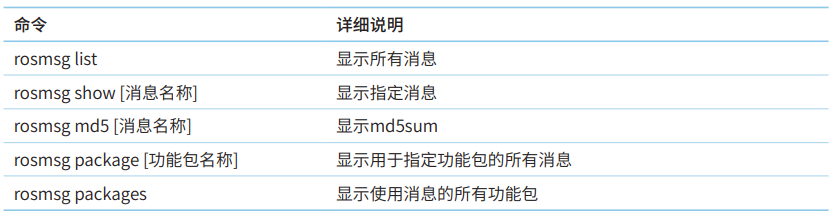 命令 详细说明
rosmsg list 显示所有消息
rosmsg show [消息名称] 显示指定消息
rosmsg md5 [消息名称] 显示md5sum
rosmsg package [功能包名称] 显示用于指定功能包的所有消息
rosmsg packages 显示使用消息的所有功能包